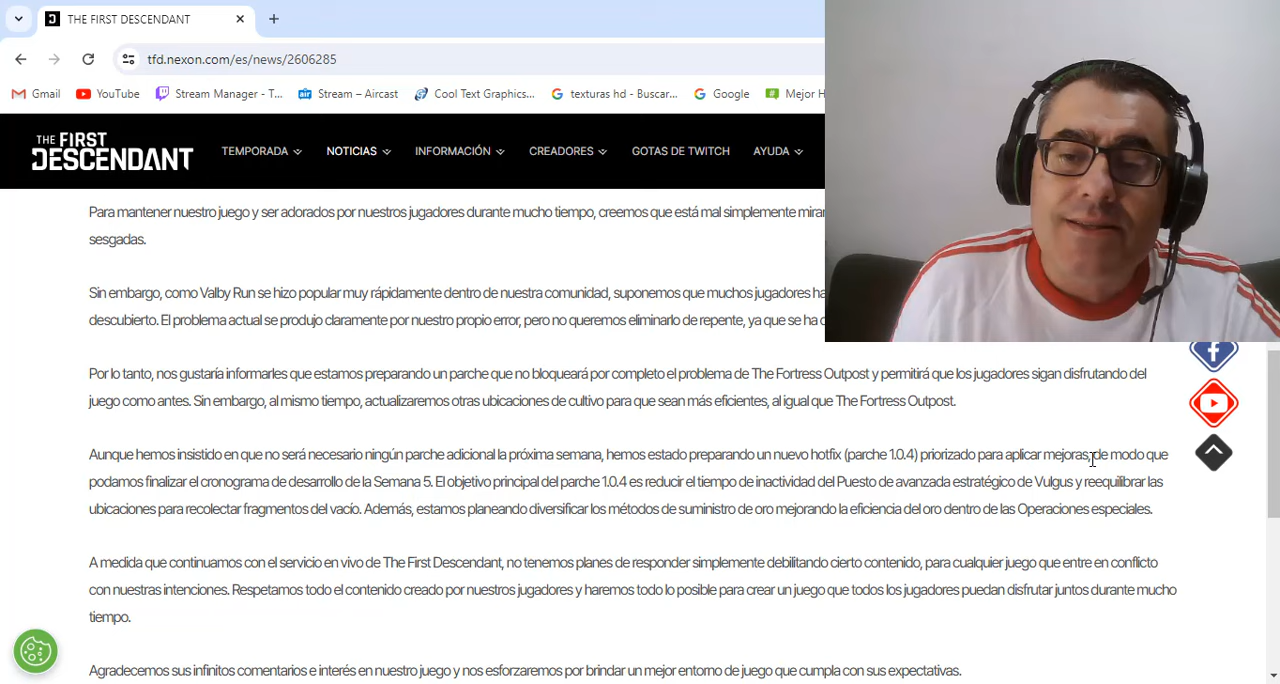 THE FIRST DESCENDANT
tfd.nexon.com/es/news/2606285
Gmail YouTube Stream Manager - T... Stream – Aircast Cool Text Graphics... texturas hd - Buscar... Google Mejor H
THE FIRST DESCENDANT
TEMPORADA NOTICIAS INFORMACIÓN CREADORES GOTAS DE TWITCH AYUDA
Para mantener nuestro juego y ser adorados por nuestros jugadores durante mucho tiempo, creemos que está mal simplemente mirar
sesgadas.
Sin embargo, como Valby Run se hizo popular muy rápidamente dentro de nuestra comunidad, suponemos que muchos jugadores ha
descubierto. El problema actual se produjo claramente por nuestro propio error, pero no queremos eliminarlo de repente, ya que se ha
Por lo tanto, nos gustaría informarles que estamos preparando un parche que no bloqueará por completo el problema de The Fortress Outpost y permitirá que los jugadores sigan disfrutando del
juego como antes. Sin embargo, al mismo tiempo, actualizaremos otras ubicaciones de cultivo para que sean más eficientes, al igual que The Fortress Outpost.
Aunque hemos insistido en que no será necesario ningún parche adicional la próxima semana, hemos estado preparando un nuevo hotfix (parche 1.0.4) priorizado para aplicar mejoras, de modo que
podamos finalizar el cronograma de desarrollo de la Semana 5. El objetivo principal del parche 1.0.4 es reducir el tiempo de inactividad del Puesto de avanzada estratégico de Vulgus y reequilibrar las
ubicaciones para recolectar fragmentos del vacío. Además, estamos planeando diversificar los métodos de suministro de oro mejorando la eficiencia del oro dentro de las Operaciones especiales.
A medida que continuamos con el servicio en vivo de The First Descendant, no tenemos planes de responder simplemente debilitando cierto contenido, para cualquier juego que entre en conflicto
con nuestras intenciones. Respetamos todo el contenido creado por nuestros jugadores y haremos todo lo posible para crear un juego que todos los jugadores puedan disfrutar juntos durante mucho
tiempo.
Agradecemos sus infinitos comentarios e interés en nuestro juego y nos esforzaremos por brindar un mejor entorno de juego que cumpla con sus expectativas.